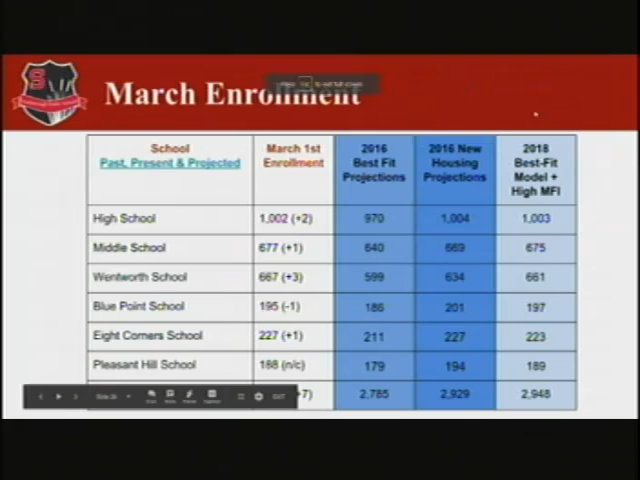 March Enrollment
School
Past, Present & Projected
March 1st
Enrollment
2016
Best Fit
Projections
2016 New
Housing
Projections
2018
Best-Fit
Model +
High MFI
High School 1,002 (+2) 970 1,004 1,003
Middle School 677 (+1) 640 669 675
Wentworth School 667 (+3) 599 634 661
Blue Point School 195 (-1) 186 201 197
Eight Corners School 227 (+1) 211 227 223
Pleasant Hill School 188 (n/c) 179 194 189
+7) 2,785 2,929 2,948